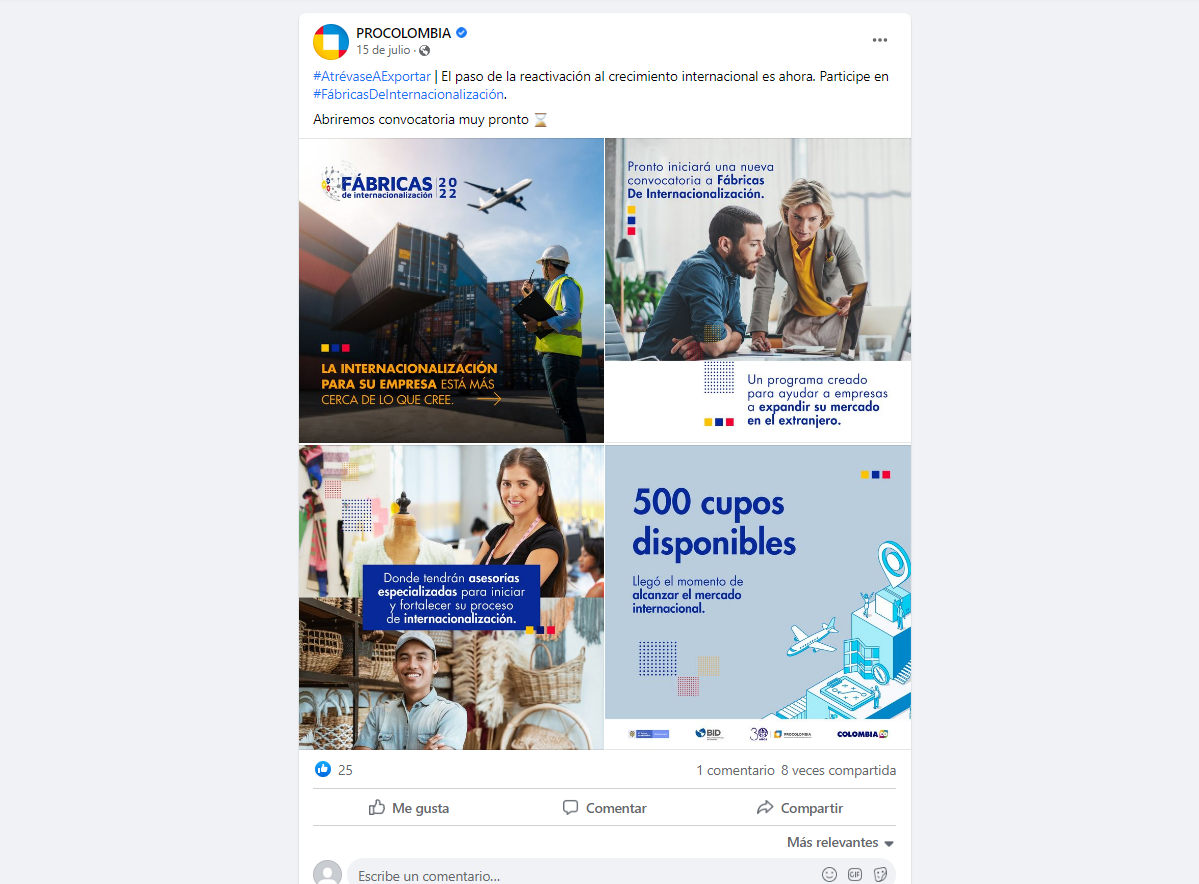 PROCOLOMBIA
15 de julio ·
#AtrévaseAExportar | El paso de la reactivación al crecimiento internacional es ahora. Participe en
#FábricasDeInternacionalización.
Abriremos convocatoria muy pronto
FÁBRICAS 20
de internacionalización 22
LA INTERNACIONALIZACIÓN
PARA SU EMPRESA ESTÁ MÁS
CERCA DE LO QUE CREE.
Pronto iniciará una nueva
convocatoria a Fábricas
De Internacionalización.
Un programa creado
para ayudar a empresas
a expandir su mercado
en el extranjero.
Donde tendrán asesorías
especializadas para iniciar
y fortalecer su proceso
de internacionalización.
500 cupos
disponibles
Llegó el momento de
alcanzar el mercado
internacional.
BID
PROCOLOMBIA
COLOMBIA
25
1 comentario 8 veces compartida
Me gusta
Comentar
Compartir
Más relevantes
Escribe un comentario...
GIF